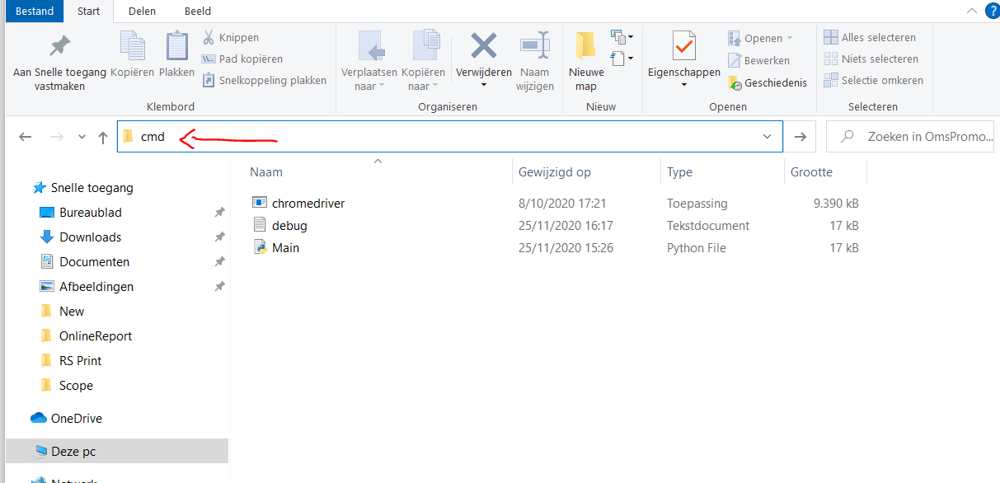 Bestand Start Delen Beeld
Aan Snelle toegang vastmaken
Kopiëren
Plakken
Knippen
Pad kopiëren
Snelkoppeling plakken
Klembord
Verplaatsen naar
Kopiëren naar
Verwijderen
Naam wijzigen
Organiseren
Nieuwe map
Nieuw
Eigenschappen
Openen
Bewerken
Geschiedenis
Openen
Alles selecteren
Niets selecteren
Selectie omkeren
Selecteren
cmd
Zoeken in OmsPromo...
Naam Gewijzigd op Type Grootte
chromedriver 8/10/2020 17:21 Toepassing 9.390 kB
debug 25/11/2020 16:17 Tekstdocument 17 kB
Main 25/11/2020 15:26 Python File 17 kB
Snelle toegang
Bureaublad
Downloads
Documenten
Afbeeldingen
New
OnlineReport
RS Print
Scope
OneDrive
Deze pc